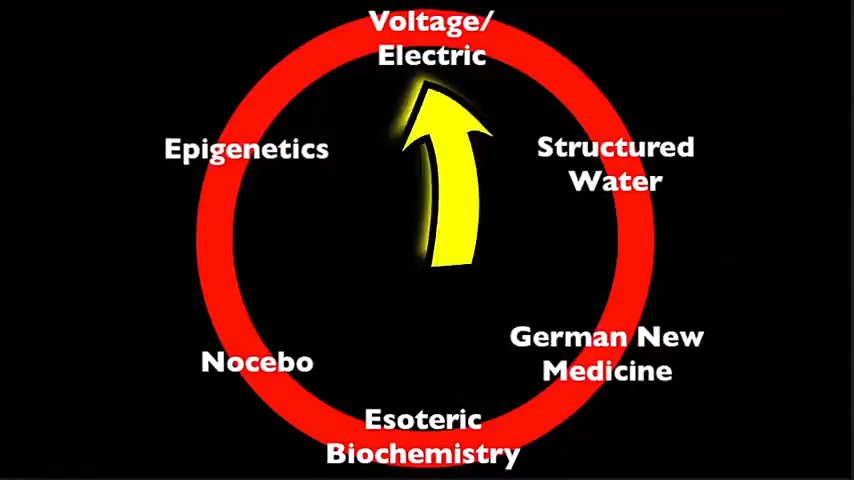 Voltage/
Electric
Epigenetics
Structured
Water
German New
Medicine
Nocebo
Esoteric
Biochemistry